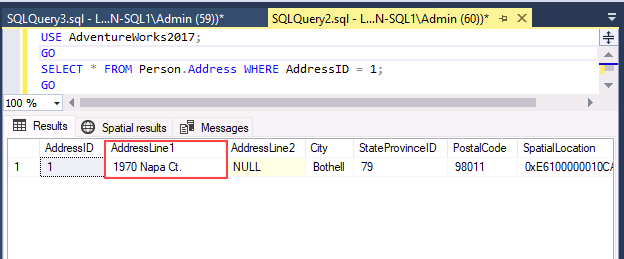 SQLQuery3.sql - L...N-SQL1\Admin (59))* SQLQuery2.sql - L...N-SQL1\Admin (60))*
USE AdventureWorks2017;
GO
SELECT * FROM Person.Address WHERE AddressID = 1;
GO
100 %
Results Spatial results Messages
AddressID AddressLine1 AddressLine2 City StateProvinceID PostalCode SpatialLocation
1 1 1970 Napa Ct. NULL Bothell 79 98011 0xE6100000010CA